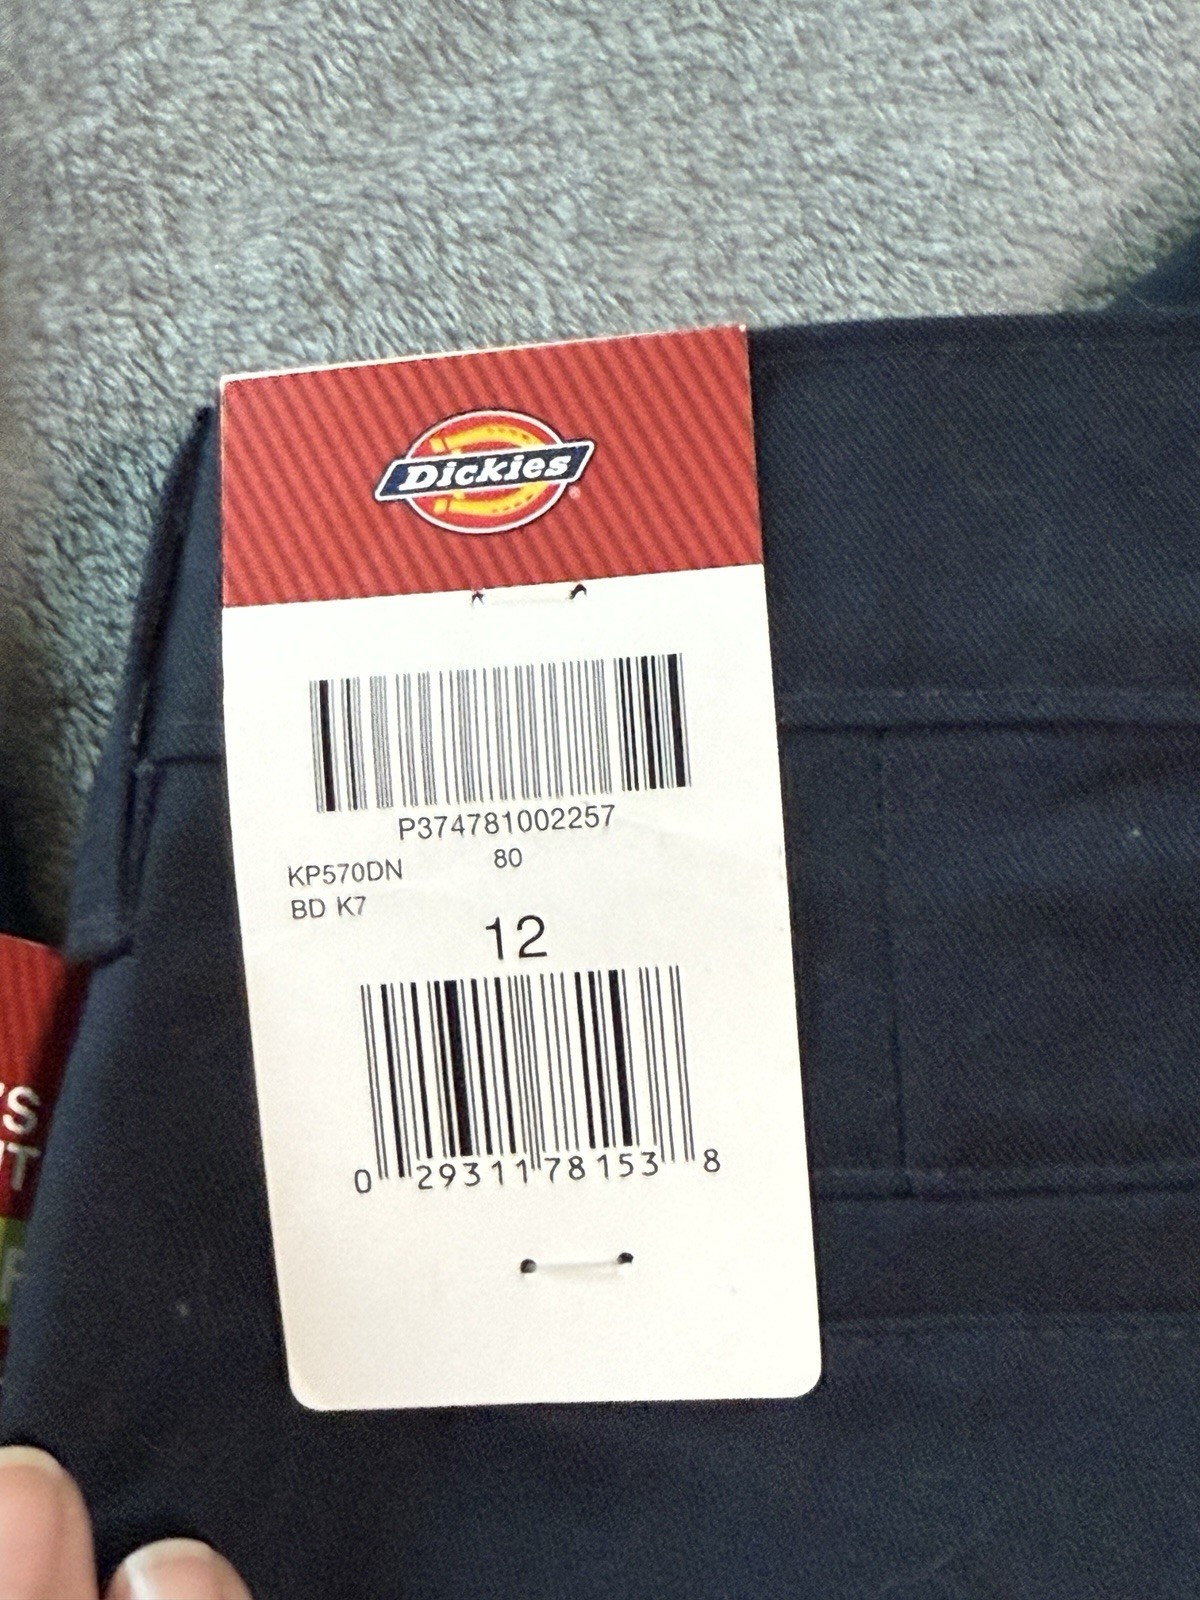 Dickies
P374781002257
KP570DN 80
BD K7
12
0 29311 78153 8
'S
T